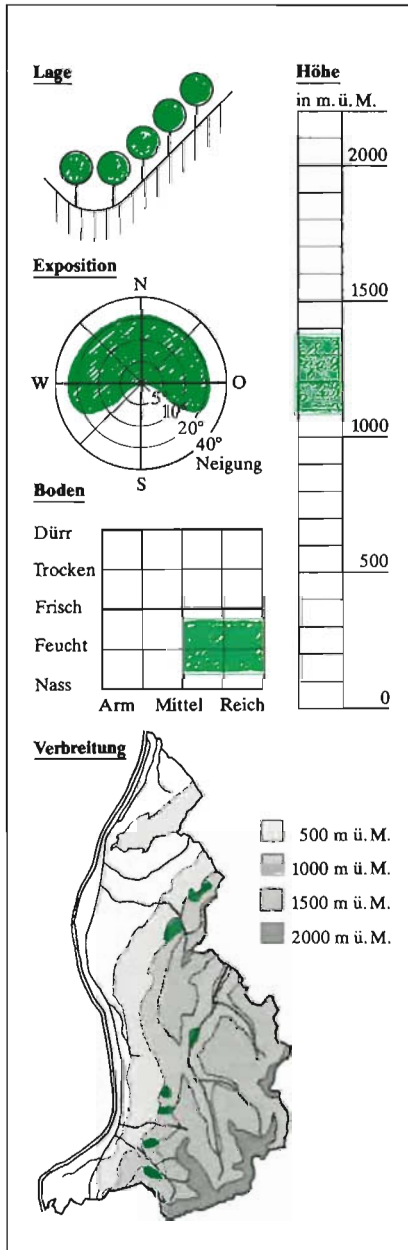 Lage
Höhe
in m. ü. M.
2000
1500
1000
500
0
Exposition
N
W
O
S
5
10
20°
40°
Neigung
Boden
Dürr
Trocken
Frisch
Feucht
Nass
Arm Mittel Reich
Verbreitung
500 m ü. M.
1000 m ü. M.
1500 m ü. M.
2000 m ü. M.